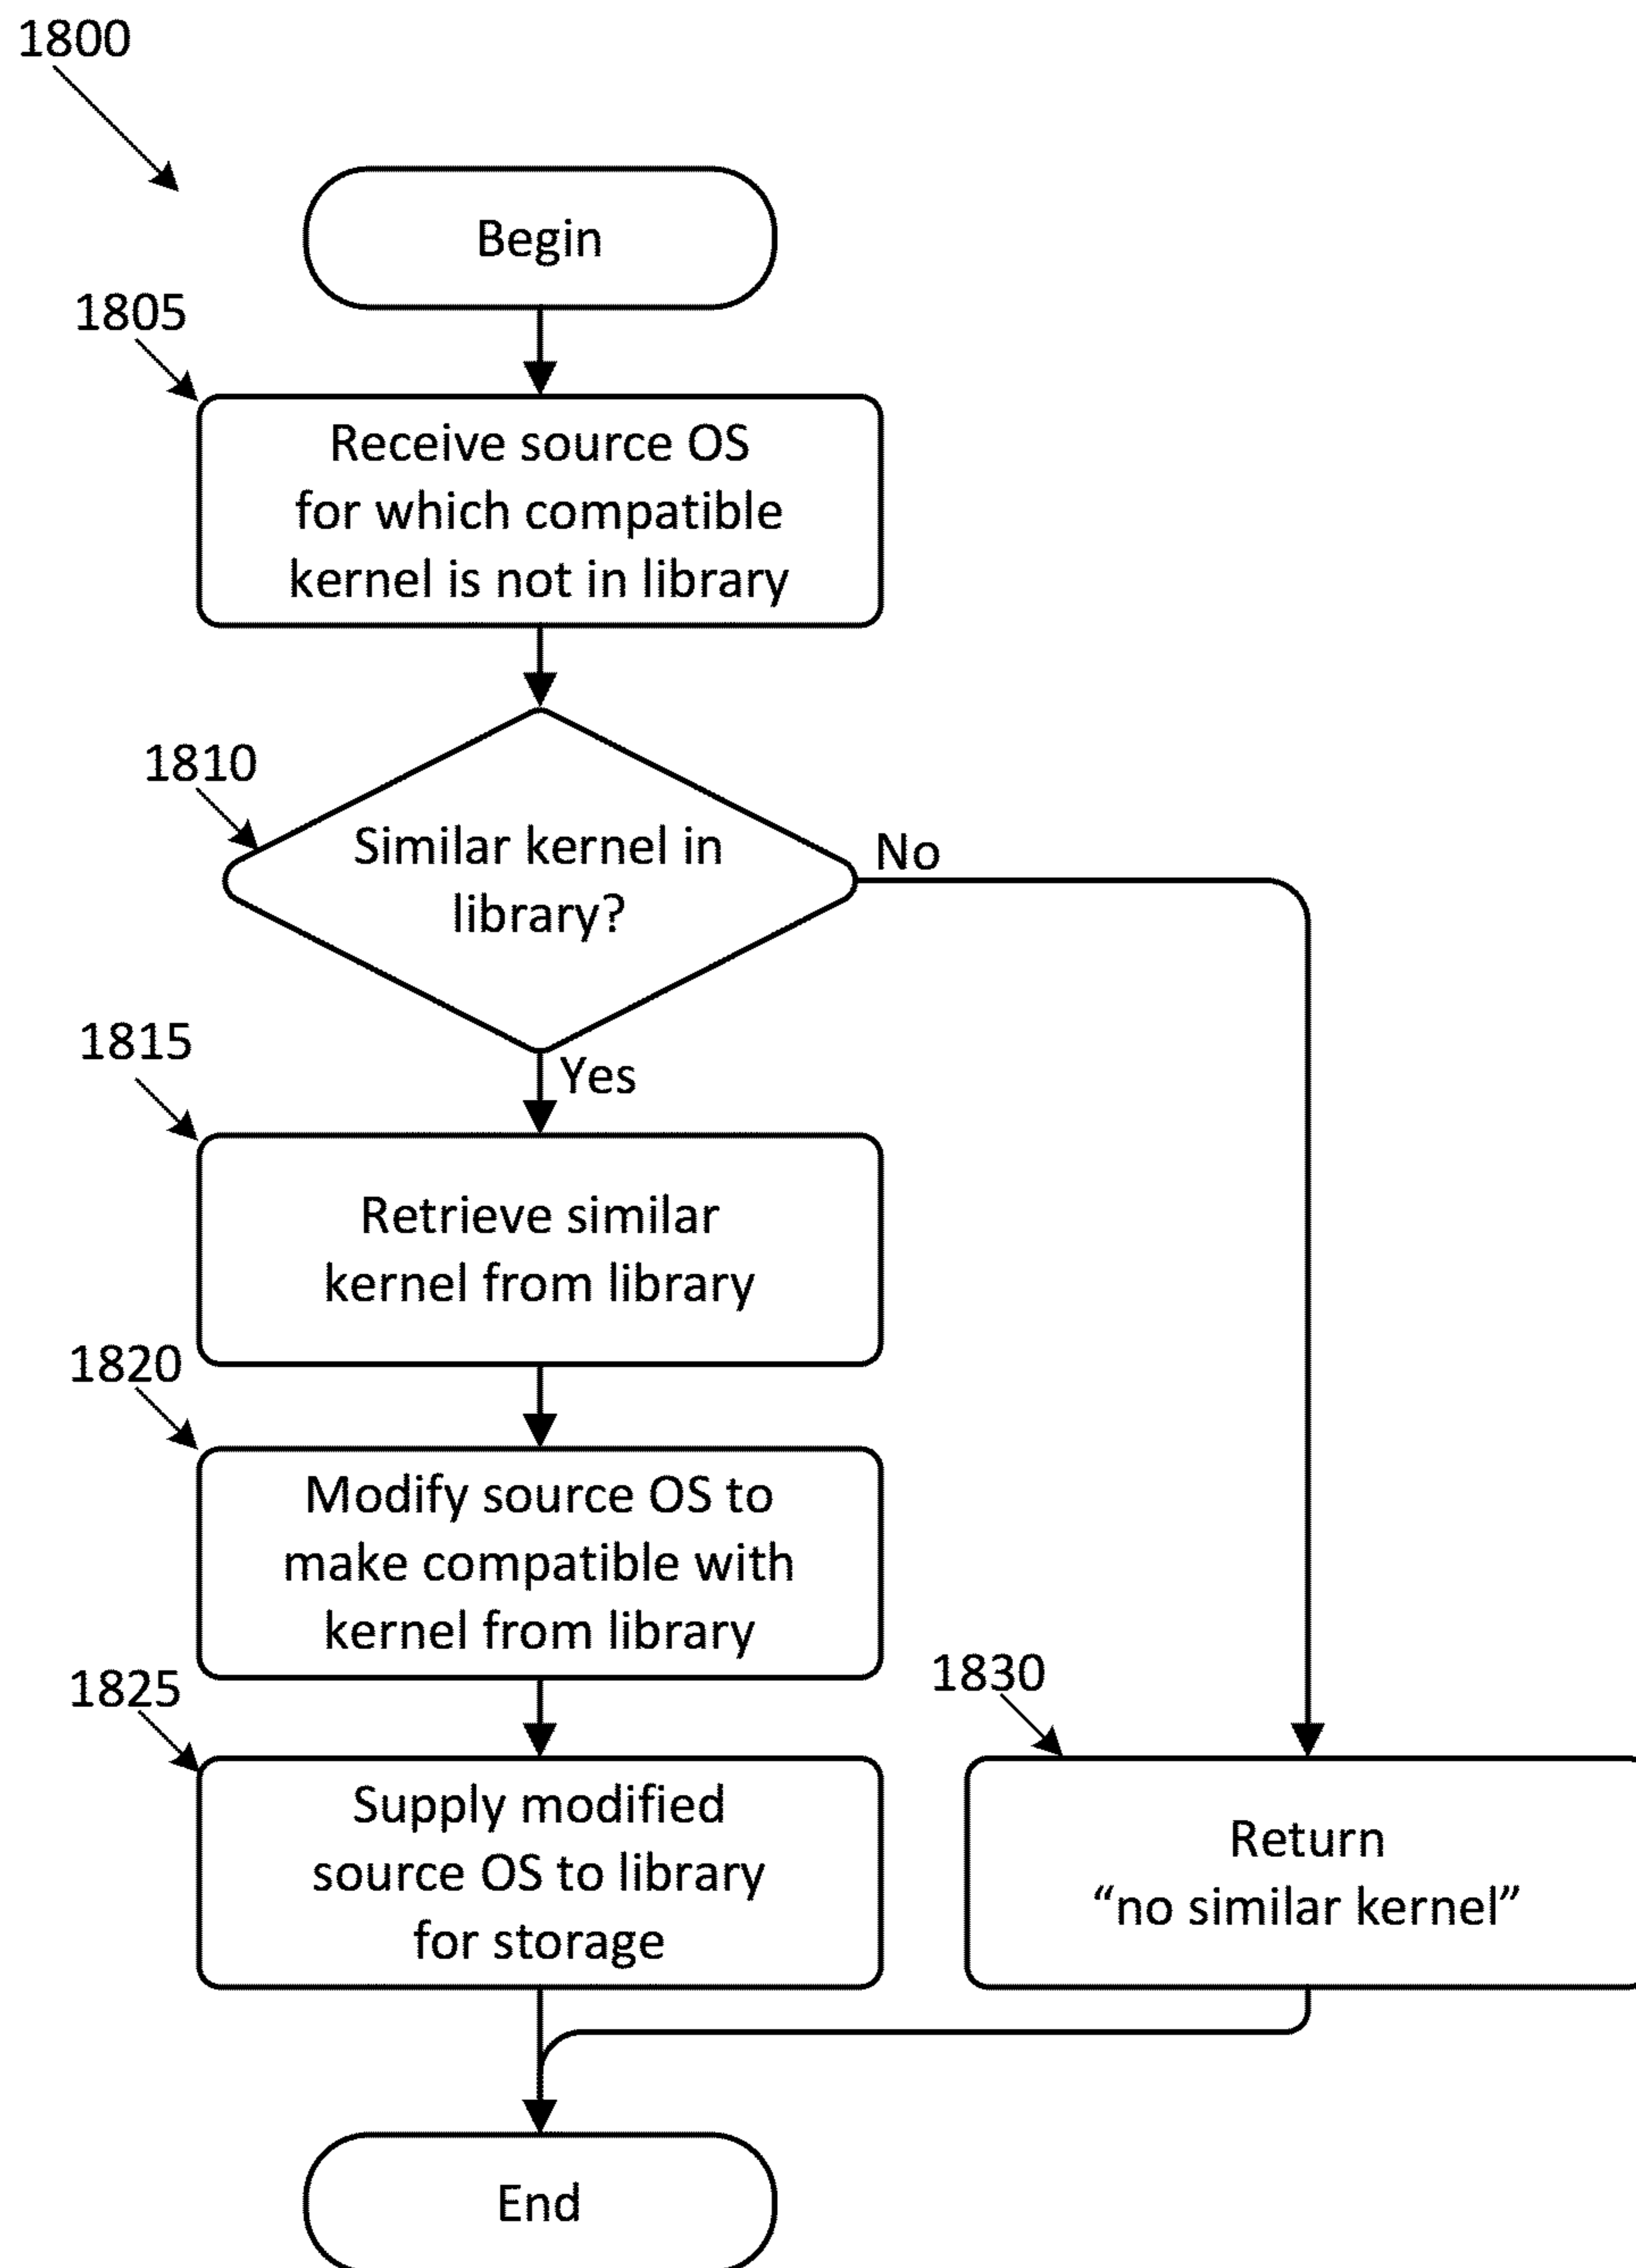 1800
Begin
1805
Receive source OS
for which compatible
kernel is not in library
1810
Similar kernel in
library?
No
Yes
1815
Retrieve similar
kernel from library
1820
Modify source OS to
make compatible with
kernel from library
1825
Supply modified
source OS to library
for storage
1830
Return
“no similar kernel”
End